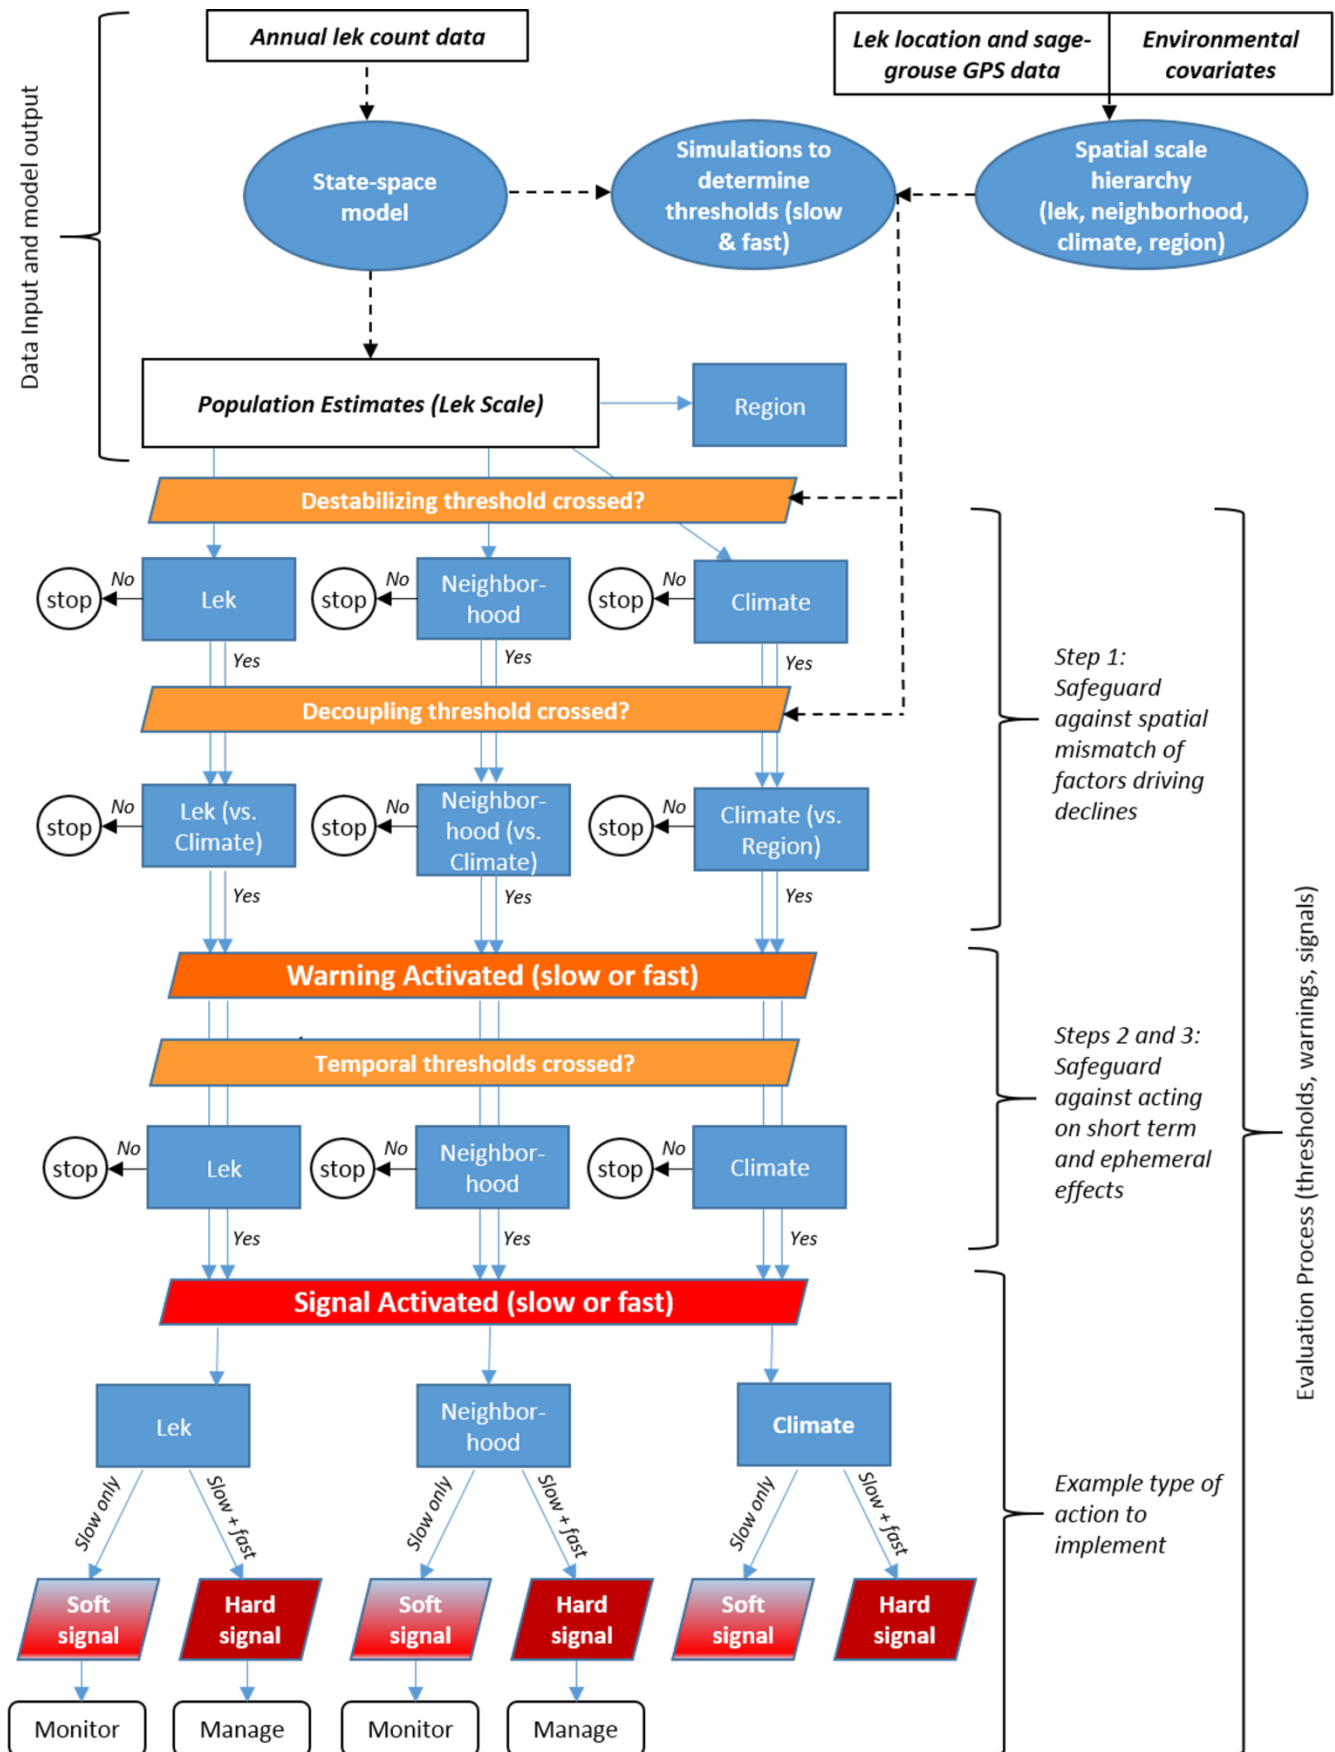 Annual lek count data
Lek location and sage-
grouse GPS data
Environmental
covariates
Data Input and model output
State-space
model
Simulations to
determine
thresholds (slow
& fast)
Spatial scale
hierarchy
(lek, neighborhood,
climate, region)
Population Estimates (Lek Scale)
Region
Destabilizing threshold crossed?
stop
No
Lek
stop
No
Neighbor-
hood
stop
No
Climate
Yes
Yes
Yes
Decoupling threshold crossed?
Step 1:
Safeguard
against spatial
mismatch of
factors driving
declines
stop
No
Lek (vs.
Climate)
stop
No
Neighbor-
hood (vs.
Climate)
stop
No
Climate (vs.
Region)
Yes
Yes
Yes
Warning Activated (slow or fast)
Temporal thresholds crossed?
Steps 2 and 3:
Safeguard
against acting
on short term
and ephemeral
effects
stop
No
Lek
stop
No
Neighbor-
hood
stop
No
Climate
Yes
Yes
Yes
Evaluation Process (thresholds, warnings, signals)
Signal Activated (slow or fast)
Lek
Neighbor-
hood
Climate
Slow only
Slow + fast
Slow only
Slow + fast
Slow only
Slow + fast
Example type of
action to
implement
Soft
signal
Hard
signal
Soft
signal
Hard
signal
Soft
signal
Hard
signal
Monitor
Manage
Monitor
Manage